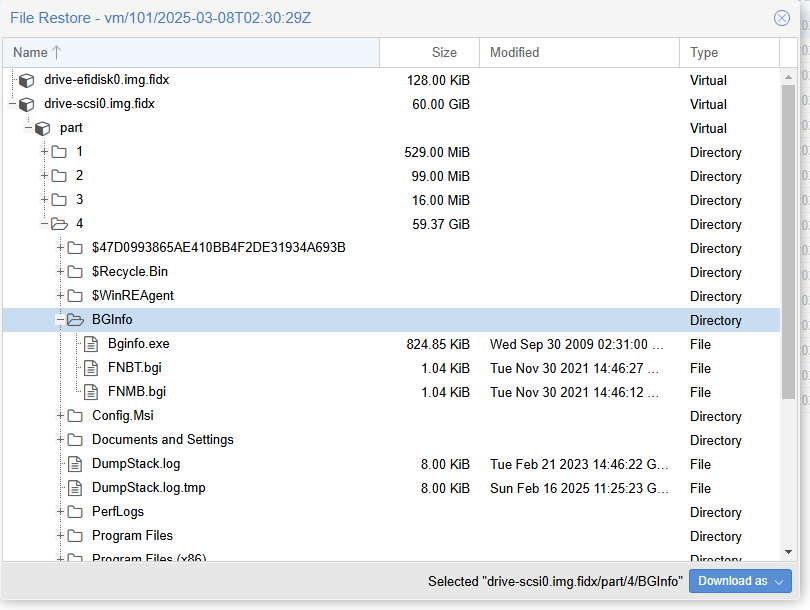 File Restore - vm/101/2025-03-08T02:30:29Z
Name Size Modified Type
drive-efidisk0.img.fidx 128.00 KiB Virtual
drive-scsi0.img.fidx 60.00 GiB Virtual
part Virtual
1 529.00 MiB Directory
2 99.00 MiB Directory
3 16.00 MiB Directory
4 59.37 GiB Directory
$47D0993865AE410BB4F2DE31934A693B Directory
$Recycle.Bin Directory
$WinREAgent Directory
BGInfo Directory
Bginfo.exe 824.85 KiB Wed Sep 30 2009 02:31:00 ... File
FNBT.bgi 1.04 KiB Tue Nov 30 2021 14:46:27 ... File
FNMB.bgi 1.04 KiB Tue Nov 30 2021 14:46:12 ... File
Config.Msi Directory
Documents and Settings Directory
DumpStack.log 8.00 KiB Tue Feb 21 2023 14:46:22 G... File
DumpStack.log.tmp 8.00 KiB Sun Feb 16 2025 11:25:23 G... File
PerfLogs Directory
Program Files Directory
Program Files (x86) Directory
Selected "drive-scsi0.img.fidx/part/4/BGInfo" Download as